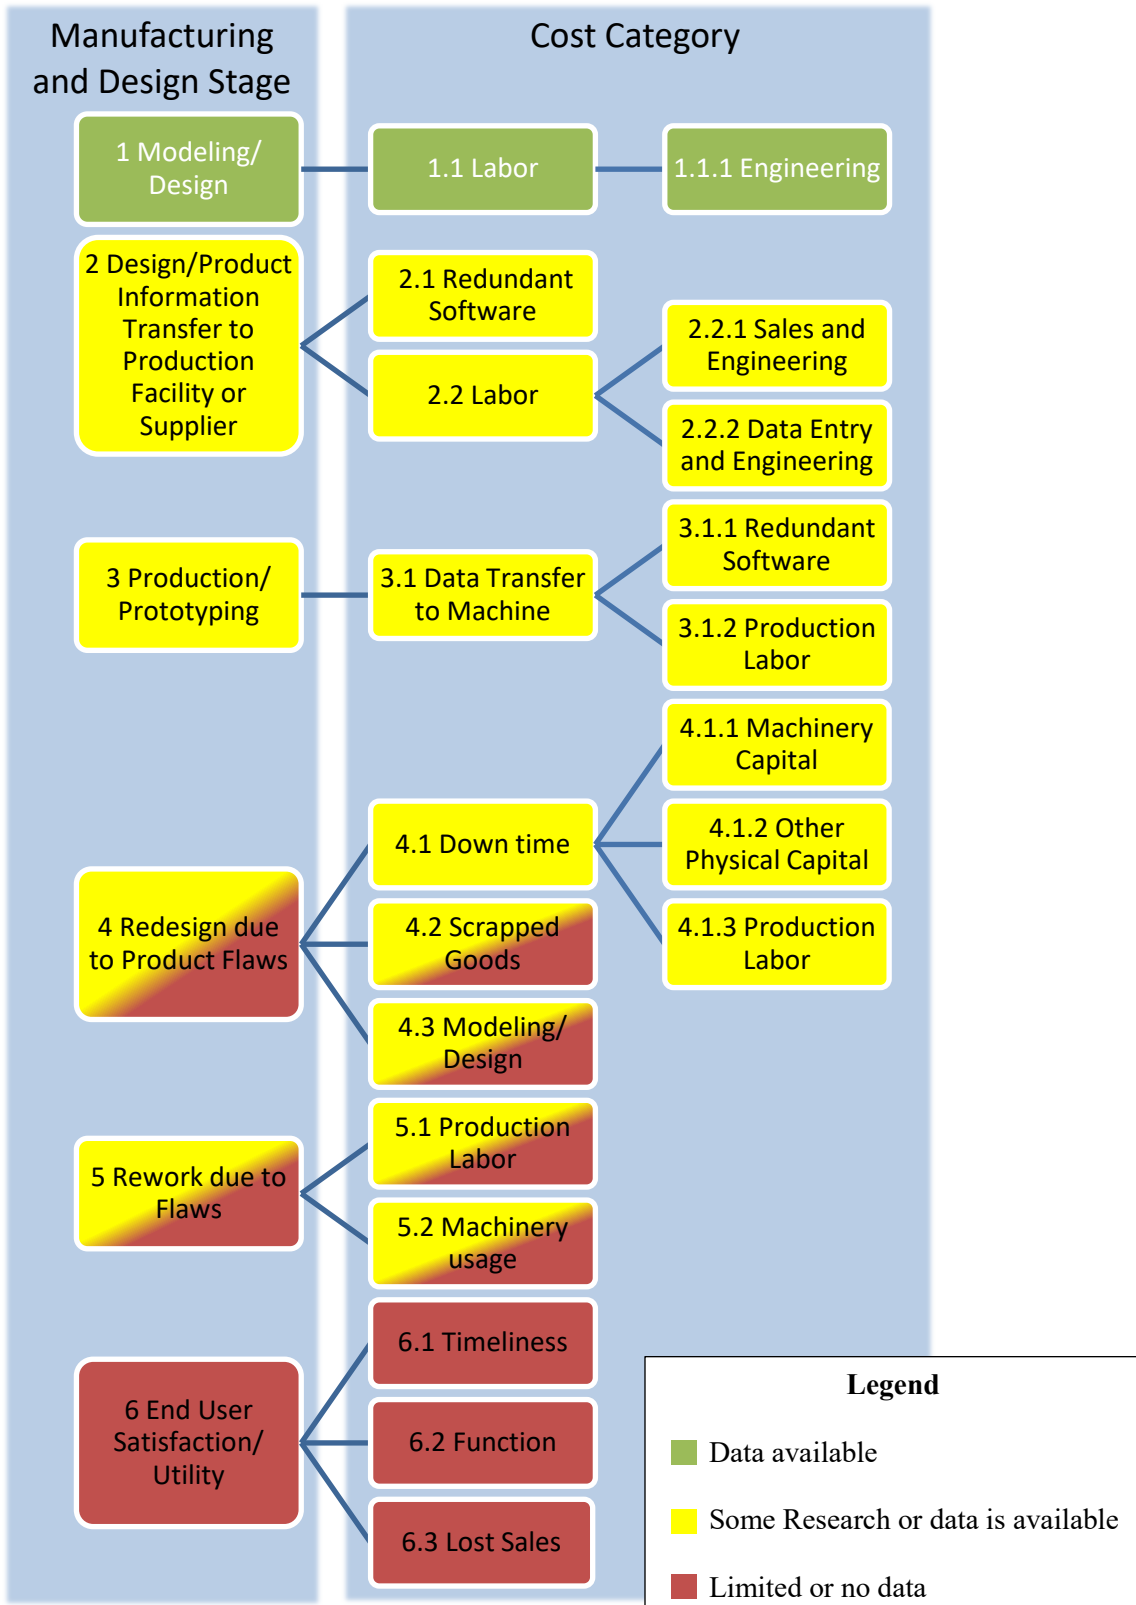 Manufacturing
and Design Stage
Cost Category
1 Modeling/
Design
1.1 Labor
1.1.1 Engineering
2 Design/Product
Information
Transfer to
Production
Facility or
Supplier
2.1 Redundant
Software
2.2 Labor
2.2.1 Sales and
Engineering
2.2.2 Data Entry
and Engineering
3 Production/
Prototyping
3.1 Data Transfer
to Machine
3.1.1 Redundant
Software
3.1.2 Production
Labor
4 Redesign due
to Product Flaws
4.1 Down time
4.1.1 Machinery
Capital
4.1.2 Other
Physical Capital
4.1.3 Production
Labor
4.2 Scrapped
Goods
4.3 Modeling/
Design
5 Rework due to
Flaws
5.1 Production
Labor
5.2 Machinery
usage
6 End User
Satisfaction/
Utility
6.1 Timeliness
6.2 Function
6.3 Lost Sales
Legend
Data available
Some Research or data is available
Limited or no data